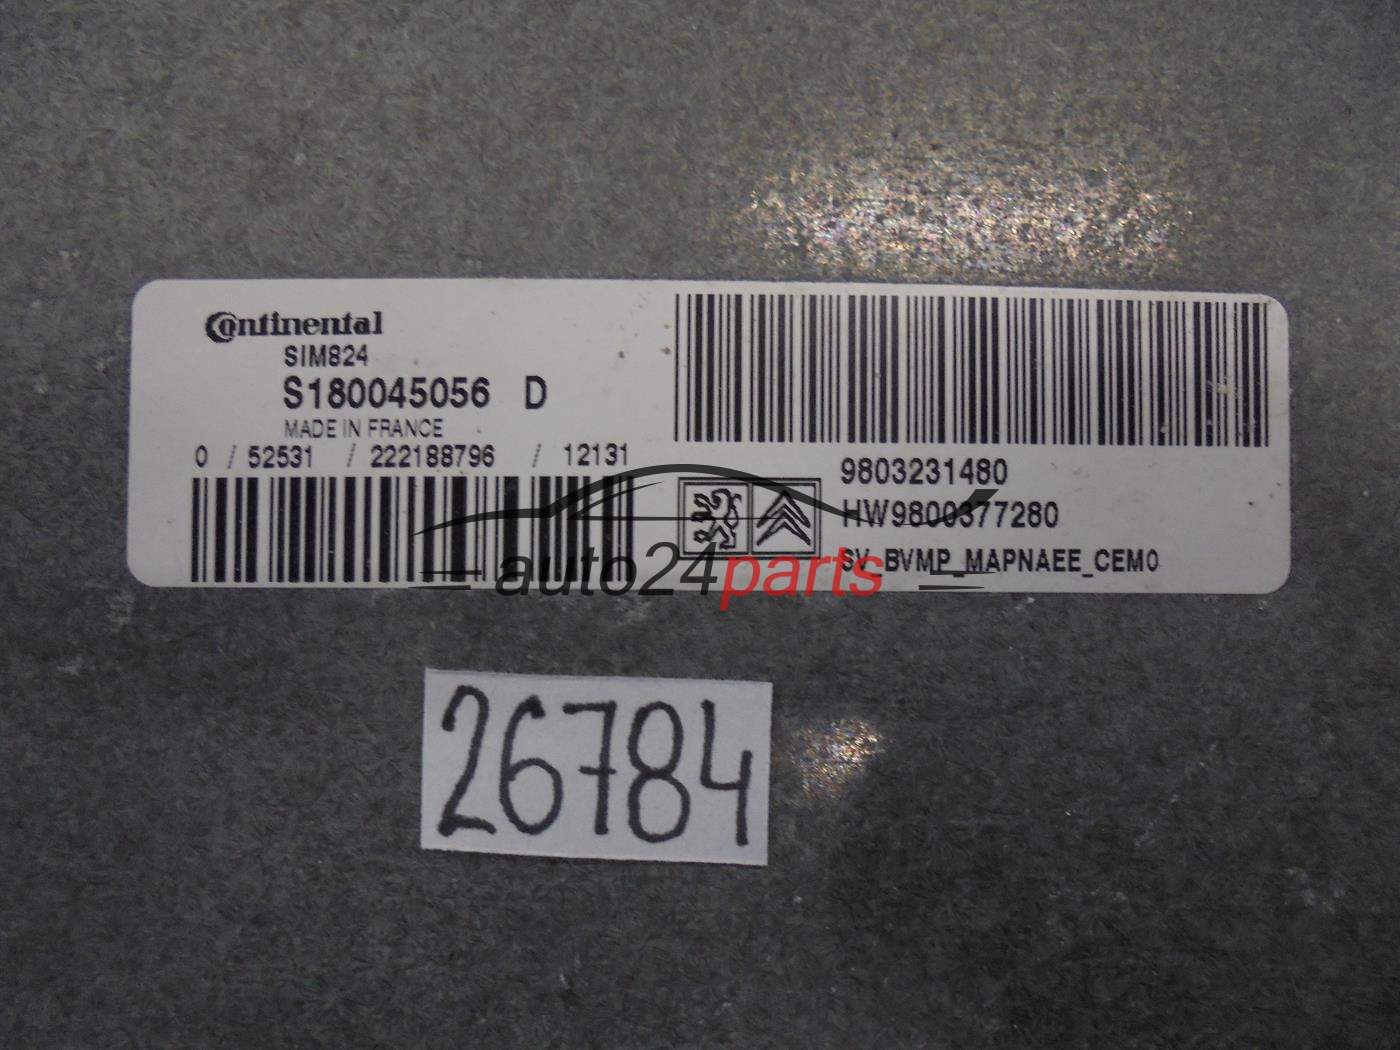 Continental
SIM824
S180045056 D
MADE IN FRANCE
0 / 52531 / 222188796 / 12131
9803231480
HW9800377280
SV_BVMP_MAPNAEE_CEM0
auto24parts
26784